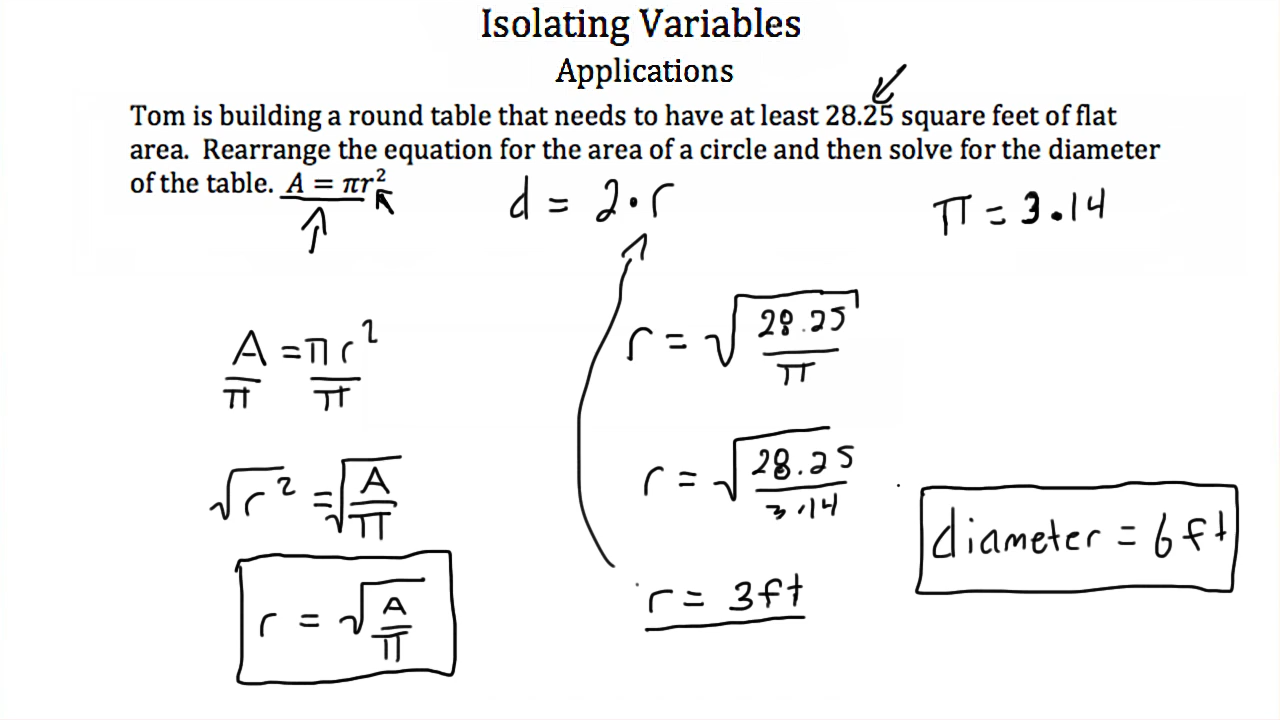 Isolating Variables
Applications
Tom is building a round table that needs to have at least 28.25 square feet of flat
area. Rearrange the equation for the area of a circle and then solve for the diameter
of the table. A = πr²
d = 2·r
π = 3.14
A/π = πr²/π
√r² = √(A/π)
r = √(A/π)
r = √(28.25/π)
r = √(28.25/3.14)
r = 3ft
diameter = 6ft